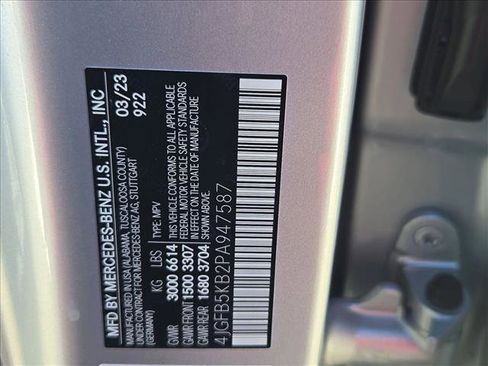 MFD BY MERCEDES-BENZ U.S. INTL., INC
MANUFACTURED IN USA (ALABAMA, TUSCALOOSA COUNTY)
UNDER CONTRACT FOR MERCEDES-BENZ AG, STUTTGART
(GERMANY)
03/23
922
KG LBS
GVWR 3000 6614
GAWR FRONT 1500 3307
GAWR REAR 1680 3704
TYPE: MPV
THIS VEHICLE CONFORMS TO ALL APPLICABLE
FEDERAL MOTOR VEHICLE SAFETY STANDARDS
IN EFFECT ON THE DATE OF MANUFACTURE
SHOWN ABOVE.
4JGFB5KB2PA947587